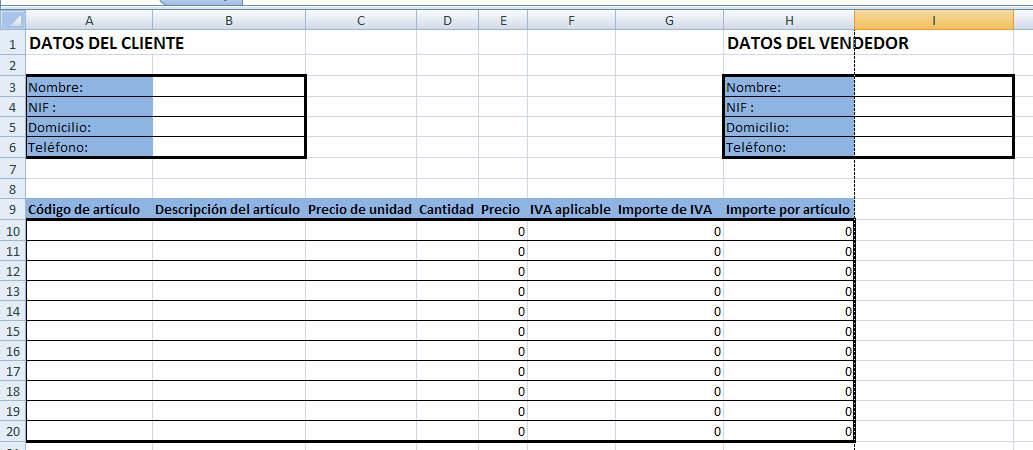 A B C D E F G H I
1 DATOS DEL CLIENTE DATOS DEL VENDEDOR
2
3 Nombre: Nombre:
4 NIF : NIF :
5 Domicilio: Domicilio:
6 Teléfono: Teléfono:
7
8
9 Código de artículo Descripción del artículo Precio de unidad Cantidad Precio IVA aplicable Importe de IVA Importe por artículo
10 0 0 0
11 0 0 0
12 0 0 0
13 0 0 0
14 0 0 0
15 0 0 0
16 0 0 0
17 0 0 0
18 0 0 0
19 0 0 0
20 0 0 0